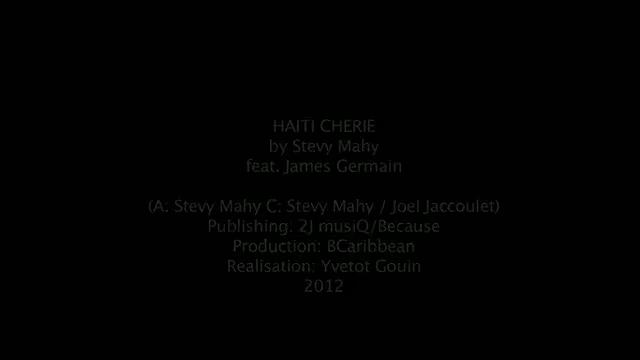 HAITI CHERIE
by Stevy Mahy
feat. James Germain
(A: Stevy Mahy C: Stevy Mahy / Joel Jaccoulet)
Publishing: 2J musiQ/Because
Production: BCaribbean
Realisation: Yvetot Gouin
2012